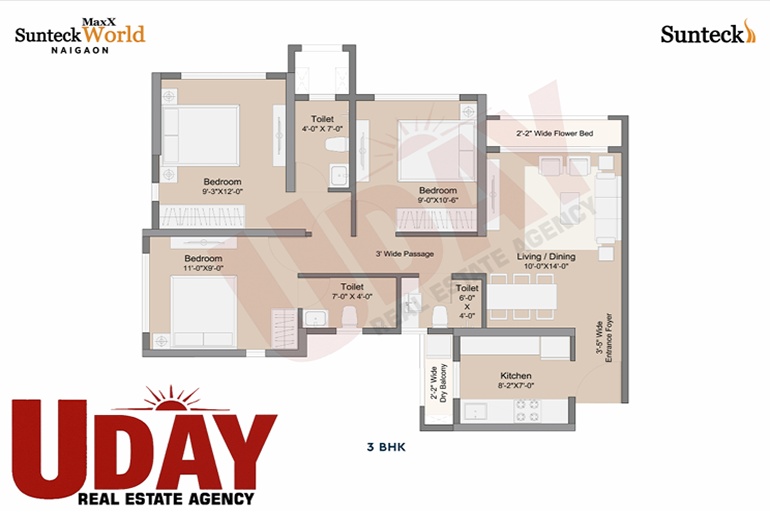 MaxX
SunteckWorld
NAIGAON
Sunteck
Toilet
4'-0" X 7'-0"
2'-2" Wide Flower Bed
Bedroom
9'-3"X12'-0"
Bedroom
9'-0"X10'-6"
UDAY
REAL ESTATE AGENCY
3' Wide Passage
Living / Dining
10'-0"X14'-0"
Bedroom
11'-0"X9'-0"
Toilet
7'-0" X 4'-0"
Toilet
6'-0"
X
4'-0"
3'-5" Wide
Entrance Foyer
2'-2" Wide
Dry Balcony
Kitchen
8'-2"X7'-0"
3 BHK
UDAY
REAL ESTATE AGENCY